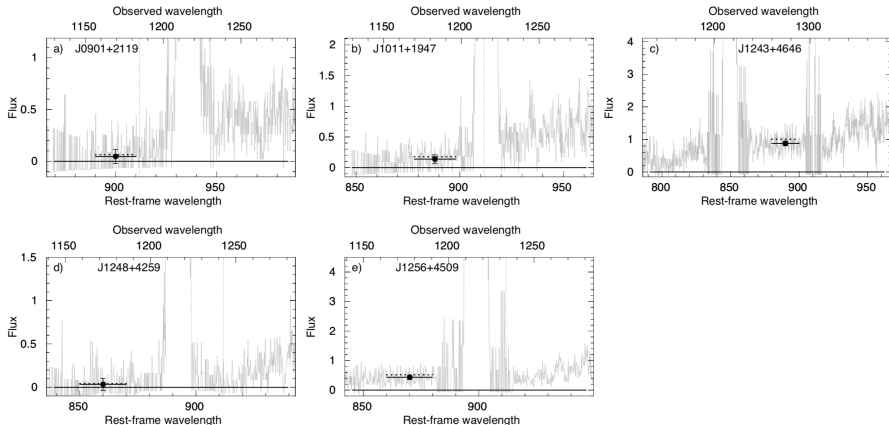 Observed wavelength
1200
1250
a)
J0901+2119
Flux
1
0.5
0
900
950
Rest-frame wavelength
Observed wavelength
1150
1200
1250
b)
J1011+1947
Flux
2
1.5
1
0.5
0
850
900
950
Rest-frame wavelength
Observed wavelength
1200
1300
c)
J1243+4646
Flux
4
3
2
1
0
800
850
900
950
Rest-frame wavelength
Observed wavelength
1150
1200
1250
d)
J1248+4259
Flux
1.5
1
0.5
0
850
900
Rest-frame wavelength
Observed wavelength
1150
1200
1250
e)
J1256+4509
Flux
4
3
2
1
0
850
900
Rest-frame wavelength